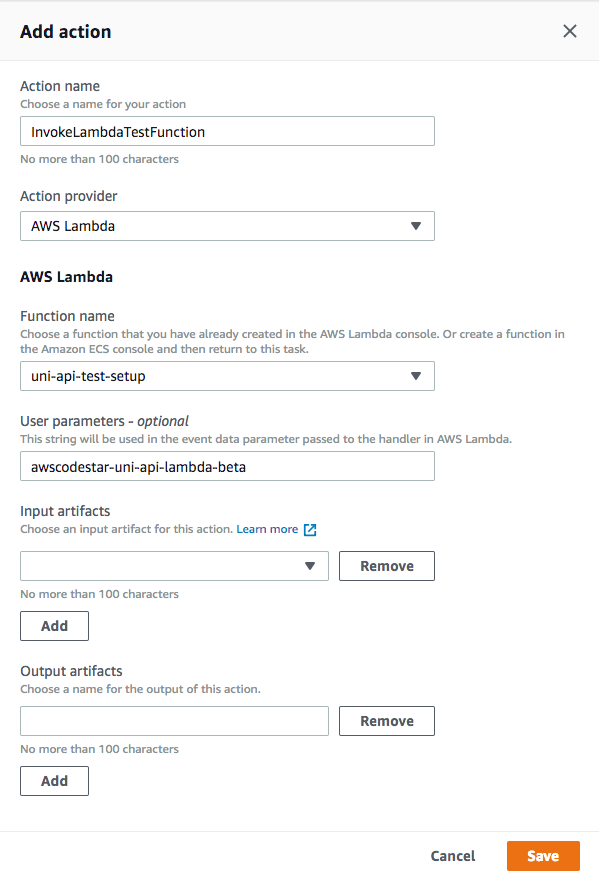 Add action
Action name
Choose a name for your action
InvokeLambdaTestFunction
No more than 100 characters
Action provider
AWS Lambda
AWS Lambda
Function name
Choose a function that you have already created in the AWS Lambda console. Or create a function in
the Amazon ECS console and then return to this task.
uni-api-test-setup
User parameters - optional
This string will be used in the event data parameter passed to the handler in AWS Lambda.
awscodestar-uni-api-lambda-beta
Input artifacts
Choose an input artifact for this action. Learn more
Remove
No more than 100 characters
Add
Output artifacts
Choose a name for the output of this action.
Remove
No more than 100 characters
Add
Cancel Save